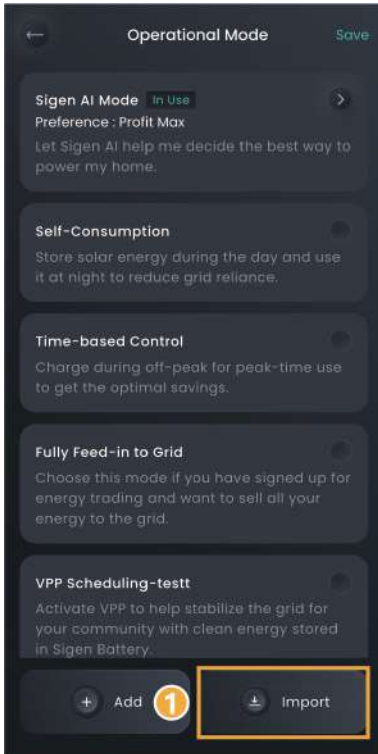 Operational Mode
Save
Sigen AI Mode In Use
Preference : Profit Max
Let Sigen AI help me decide the best way to
power my home.
Self-Consumption
Store solar energy during the day and use
it at night to reduce grid reliance.
Time-based Control
Charge during off-peak for peak-time use
to get the optimal savings.
Fully Feed-in to Grid
Choose this mode if you have signed up for
energy trading and want to sell all your
energy to the grid.
VPP Scheduling-testt
Activate VPP to help stabilize the grid for
your community with clean energy stored
in Sigen Battery.
Add
1
Import